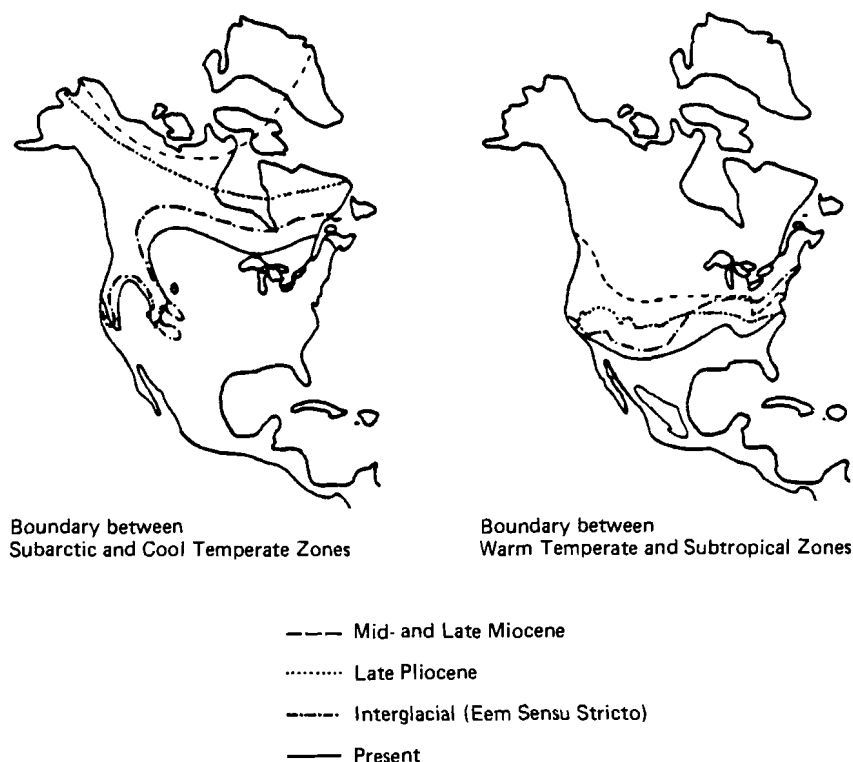 Boundary between
Subarctic and Cool Temperate Zones
Boundary between
Warm Temperate and Subtropical Zones
Mid- and Late Miocene
Late Pliocene
Interglacial (Eem Sensu Stricto)
Present